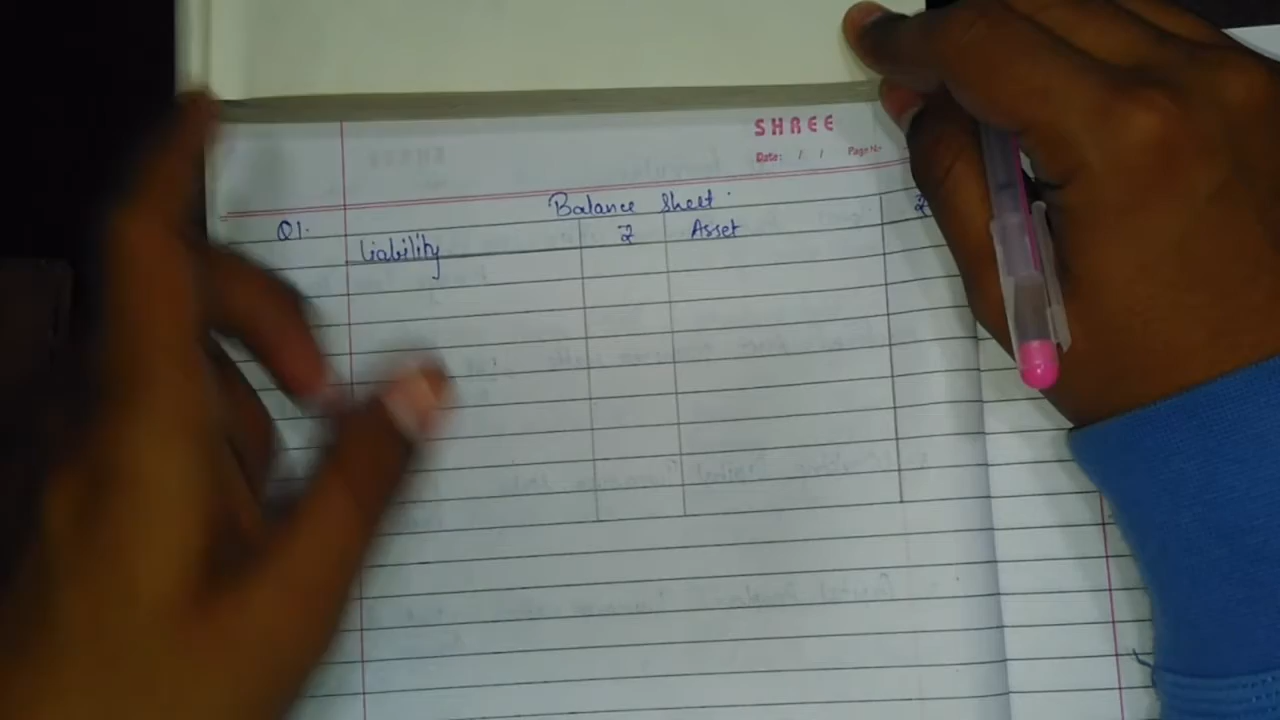 SHREE
Date: / / Page No
Balance Sheet
Q1.
Liability ₹ Asset ₹